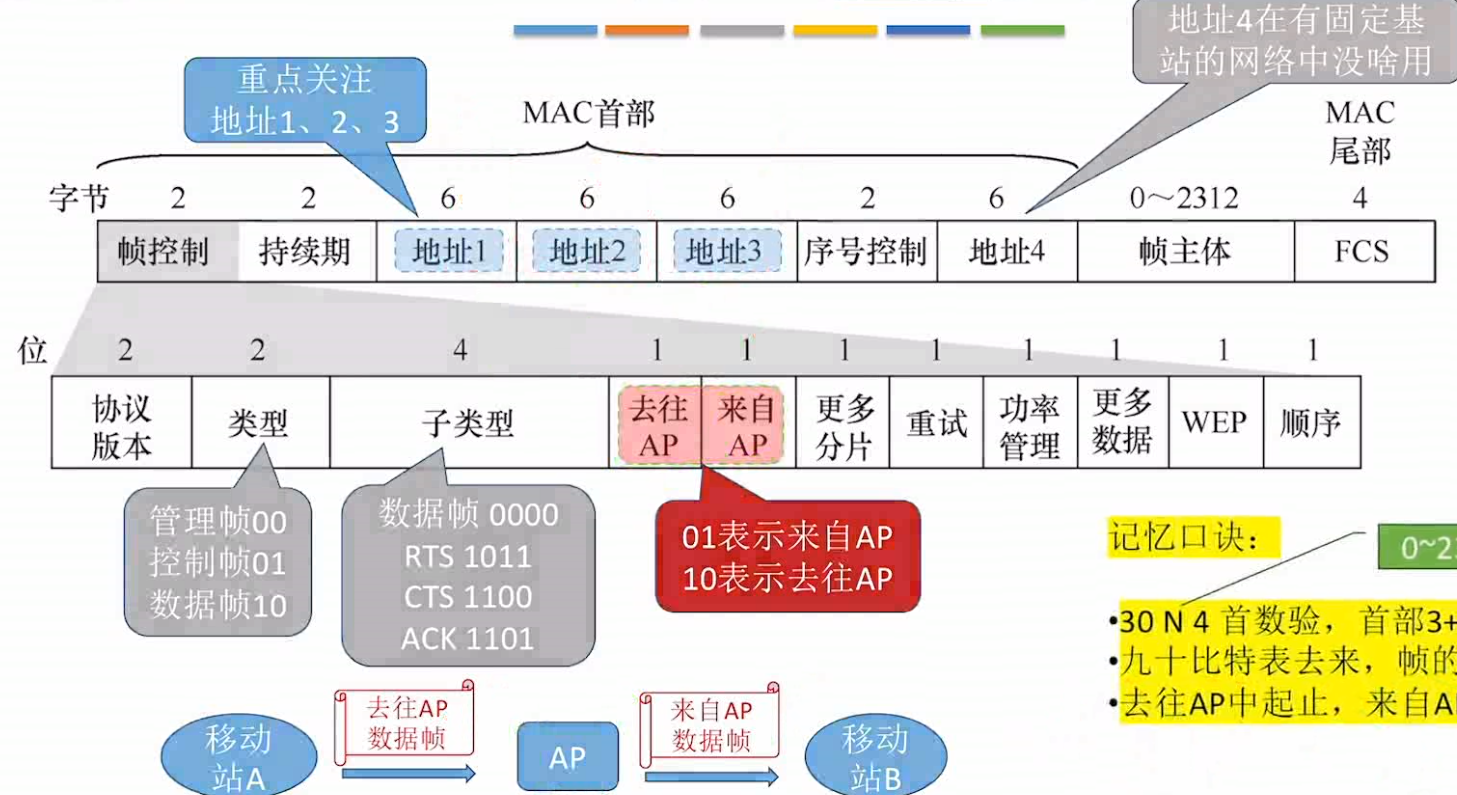 地址4在有固定基
站的网络中没啥用
重点关注
地址1、2、3
MAC首部
MAC
尾部
字节 2 2 6 6 6 2 6 0～2312 4
帧控制 持续期 地址1 地址2 地址3 序号控制 地址4 帧主体 FCS
位 2 2 4 1 1 1 1 1 1 1 1
协议
版本
类型
子类型
去往
AP
来自
AP
更多
分片
重试
功率
管理
更多
数据
WEP
顺序
管理帧00
控制帧01
数据帧10
数据帧 0000
RTS 1011
CTS 1100
ACK 1101
01表示来自AP
10表示去往AP
记忆口诀：
•30 N 4 首数验，首部3+
•九十比特表去来，帧的
•去往AP中起止，来自
去往AP
数据帧
来自AP
数据帧
移动
站A
AP
移动
站B